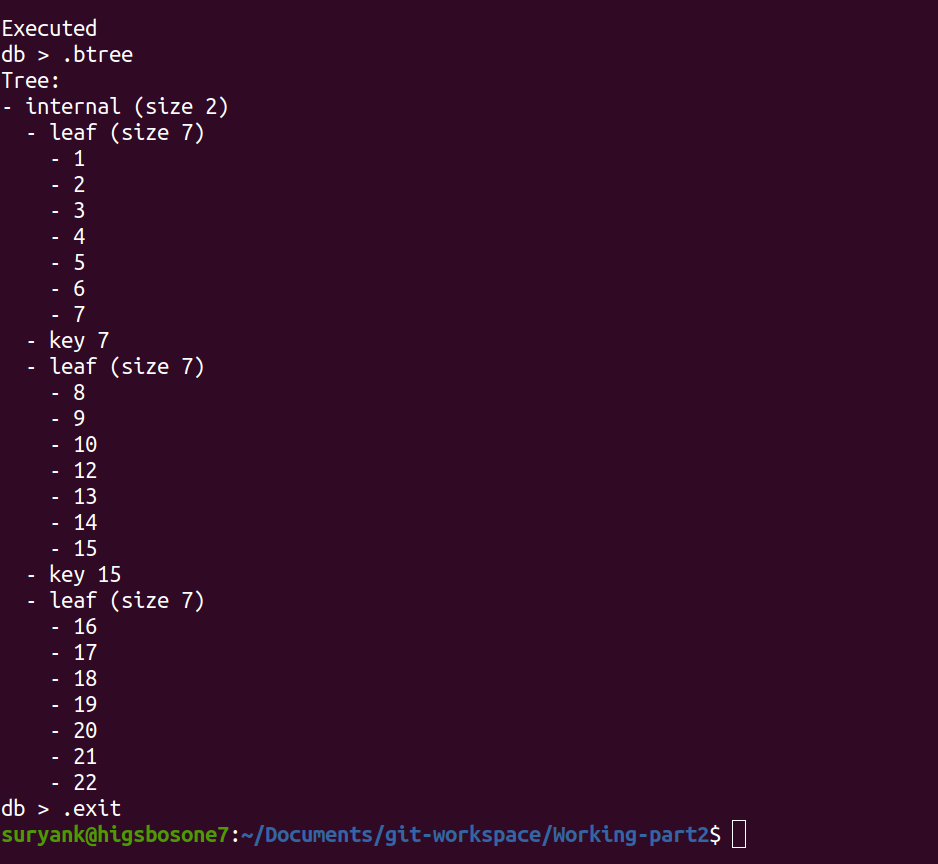 Executed
db > .btree
Tree:
- internal (size 2)
  - leaf (size 7)
    - 1
    - 2
    - 3
    - 4
    - 5
    - 6
    - 7
  - key 7
  - leaf (size 7)
    - 8
    - 9
    - 10
    - 12
    - 13
    - 14
    - 15
  - key 15
  - leaf (size 7)
    - 16
    - 17
    - 18
    - 19
    - 20
    - 21
    - 22
db > .exit
suryank@higsbosone7:~/Documents/git-workspace/Working-part2$